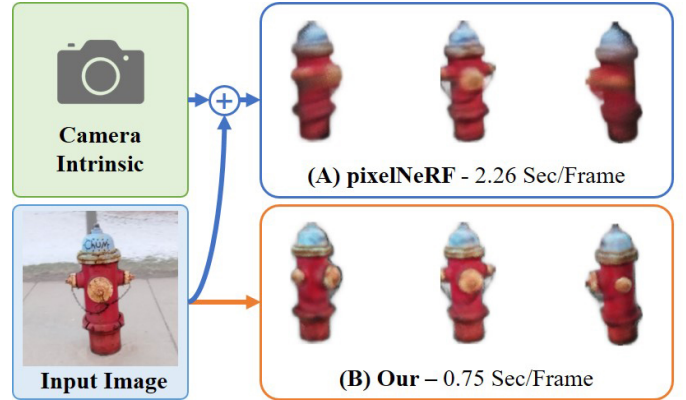 Camera
Intrinsic
+
(A) pixelNeRF - 2.26 Sec/Frame
Input Image
(B) Our – 0.75 Sec/Frame